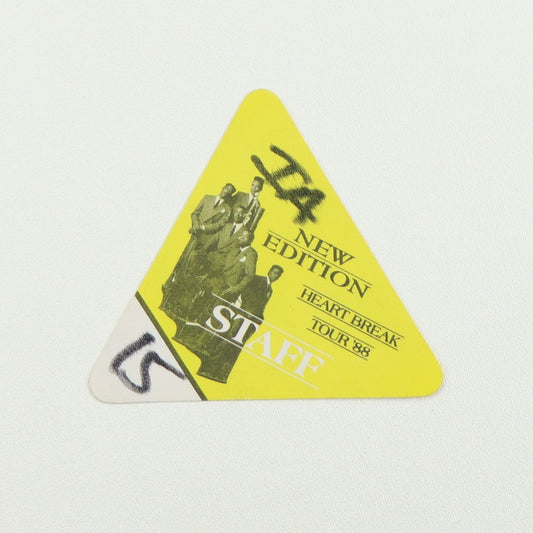 IA
NEW
EDITION
HEART BREAK
TOUR '88
STAFF
15